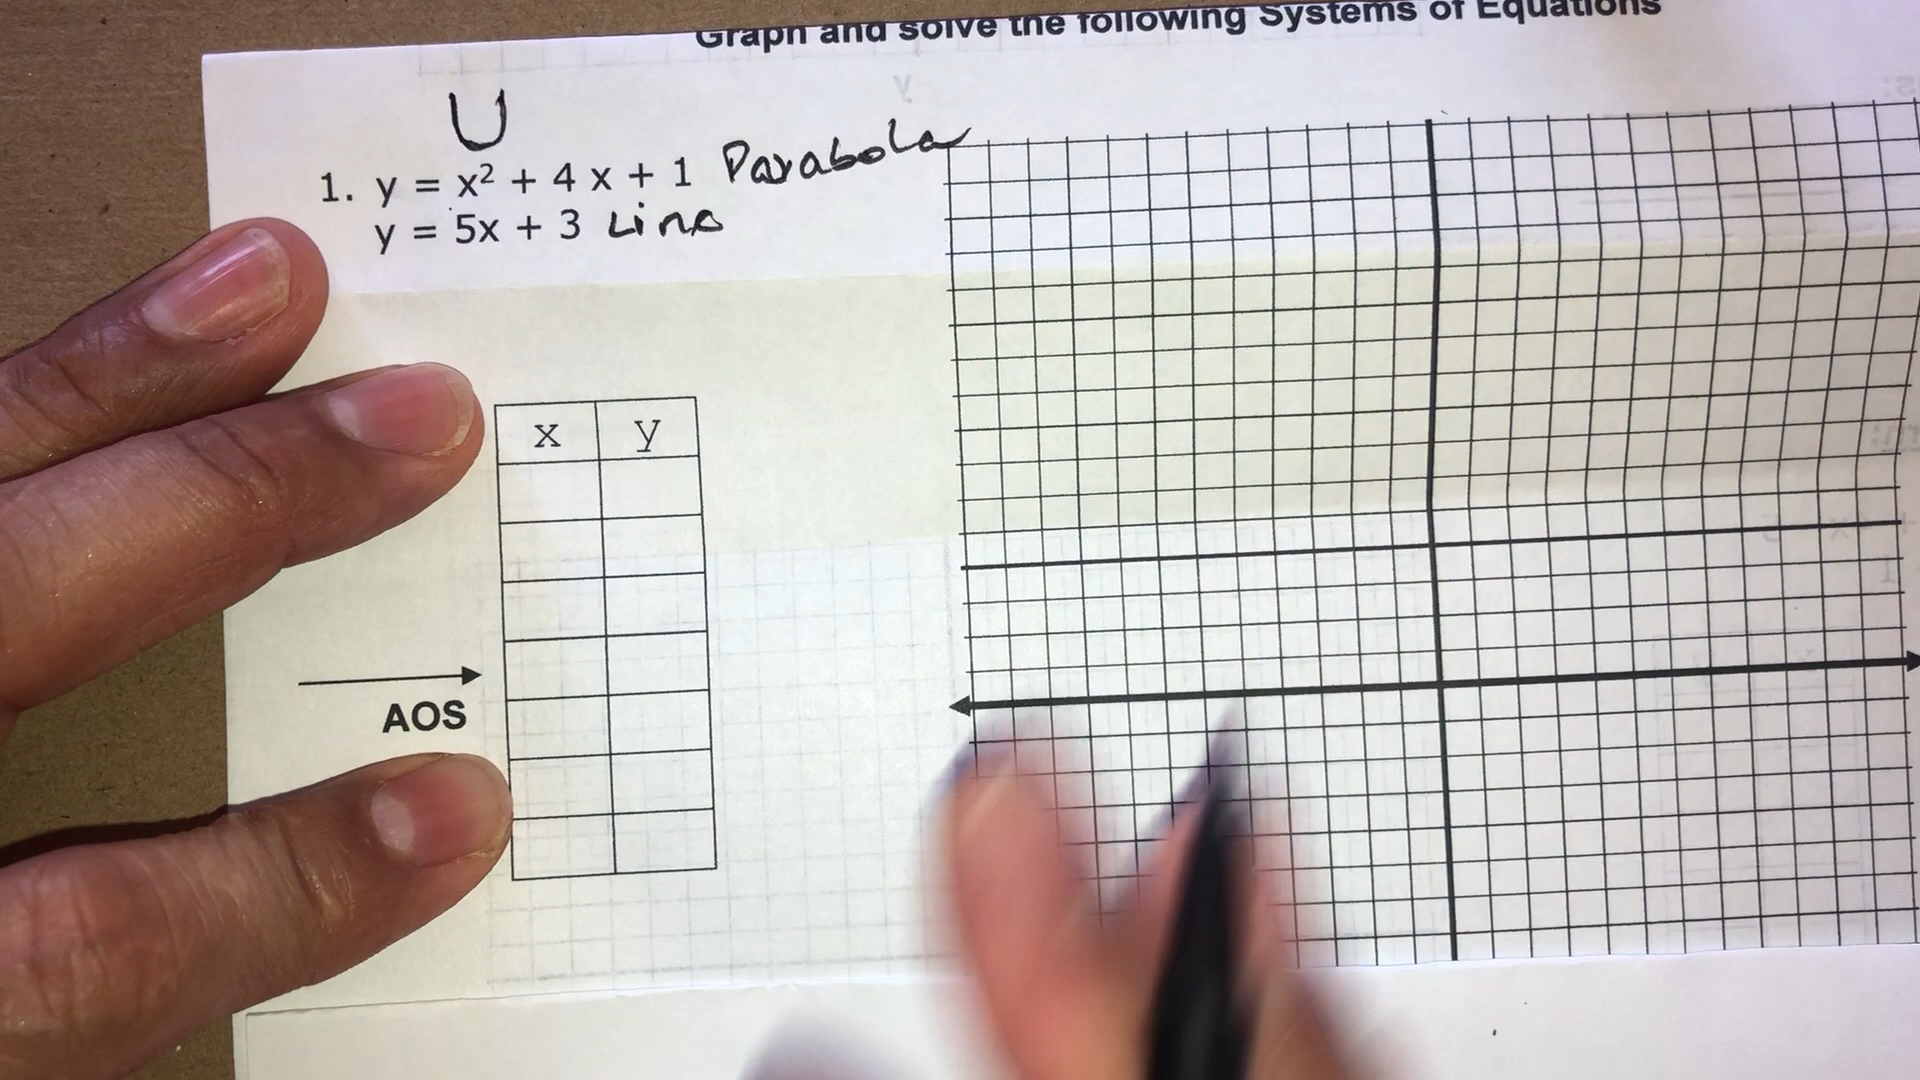 Graph and solve the following Systems of Equations
U
1. y = x² + 4 x + 1 Parabola
y = 5x + 3 Line
x y
AOS